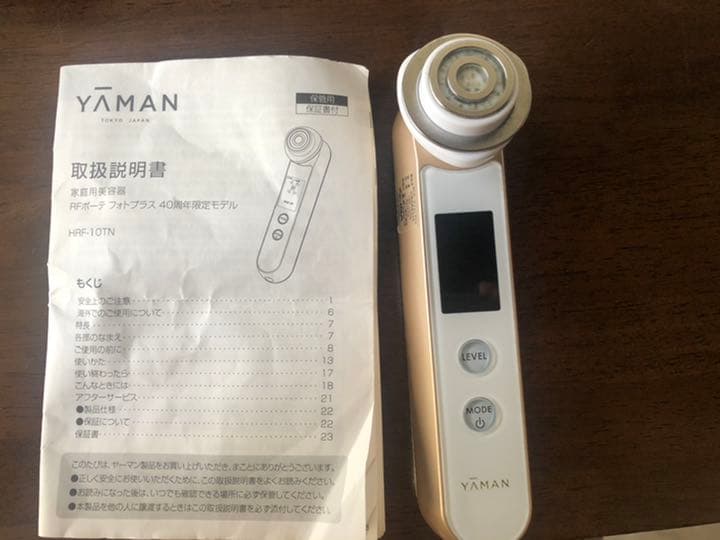 YĀMAN
TOKYO JAPAN
保管用
保証書付
取扱説明書
家庭用美容器
RFボーテ フォトプラス 40周年限定モデル
HRF-10TN
もくじ
安全上のご注意 1
海外でのご使用について 6
特長 7
各部のなまえ 7
ご使用の前に 8
使いかた 13
使い終わったら 17
こんなときには 18
アフターサービス 21
●製品仕様 22
●保証について 22
保証書 23
このたびは、ヤーマン製品をお買い上げいただき、まことにありがとうございます。
●正しく安全にお使いいただくために、この取扱説明書をよくお読みください。
●お読みになった後は、いつでも確認できる場所に必ず保管してください。
●本製品を他の人に譲渡するときはこの取扱説明書を必ず添付してください。
LEVEL
MODE
YĀMAN